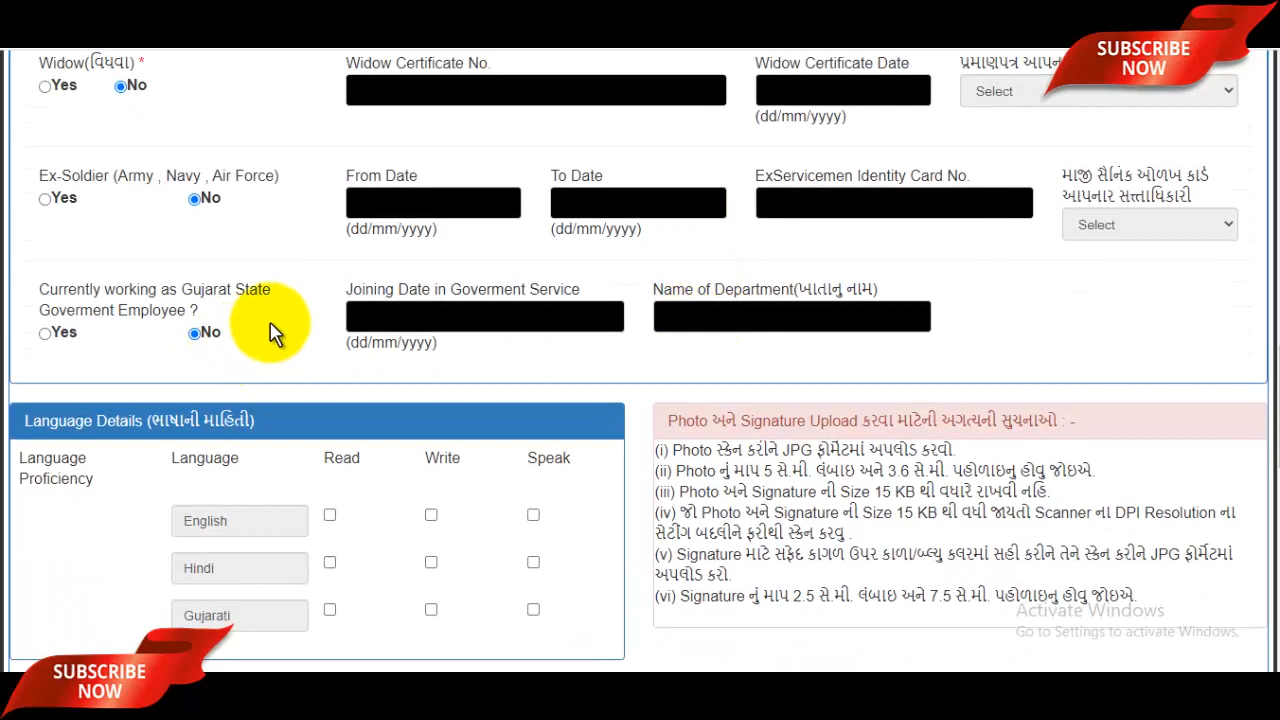 SUBSCRIBE
NOW
Widow(વિધવા) *
Yes No
Widow Certificate No.
Widow Certificate Date
(dd/mm/yyyy)
પ્રમાણપત્ર
Select
Ex-Soldier (Army , Navy , Air Force)
Yes No
From Date
(dd/mm/yyyy)
To Date
(dd/mm/yyyy)
ExServicemen Identity Card No.
માજી સૈનિક ઓળખ કાર્ડ
આપનાર સત્તાધિકારી
Select
Currently working as Gujarat State
Goverment Employee ?
Yes No
Joining Date in Goverment Service
(dd/mm/yyyy)
Name of Department(ખાતાનુ નામ)
Language Details (ભાષાની માહિતી)
Language
Proficiency
Language Read Write Speak
English
Hindi
Gujarati
Photo અને Signature Upload કરવા માટેની અગત્યની સુચનાઓ : -
(i) Photo સ્કેન કરીને JPG ફોર્મેટમાં અપલોડ કરવો.
(ii) Photo નું માપ 5 સે.મી. લંબાઇ અને 3.6 સે.મી. પહોળાઇનુ હોવુ જોઇએ.
(iii) Photo અને Signature ની Size 15 KB થી વધારે રાખવી નહિ.
(iv) જો Photo અને Signature ની Size 15 KB થી વધી જાયતો Scanner ના DPI Resolution ના
સેટીંગ બદલીને ફરીથી સ્કેન કરવુ .
(v) Signature માટે સફેદ કાગળ ઉપર કાળા/બ્લ્યુ કલરમાં સહી કરીને તેને સ્કેન કરીને JPG ફોર્મેટમાં
અપલોડ કરો.
(vi) Signature નું માપ 2.5 સે.મી. લંબાઇ અને 7.5 સે.મી. પહોળાઇનુ હોવુ જોઇએ.
Activate Windows
Go to Settings to activate Windows.
SUBSCRIBE
NOW